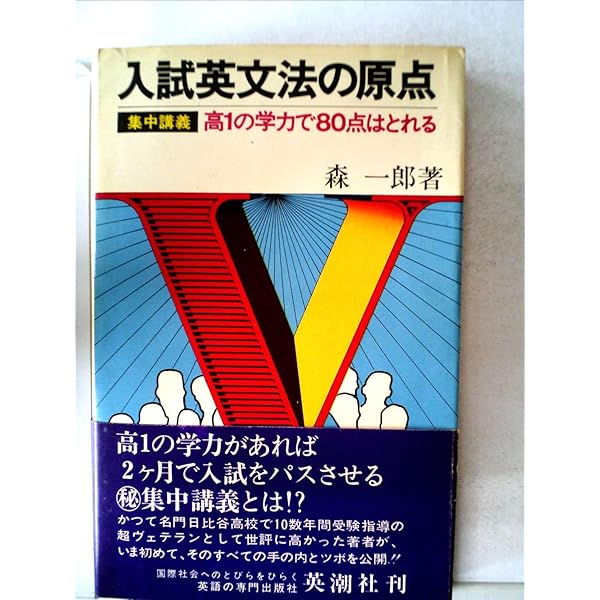 入試英文法の原点
集中講義 高1の学力で80点はとれる
森 一郎著
高1の学力があれば
2ヶ月で入試をパスさせる
㊙集中講義とは!?
かつて名門日比谷高校で10数年間受験指導の
超ヴェテランとして世評に高かった著者が、
いま初めて、そのすべての手の内とツボを公開!!
国際社会へのとびらをひらく
英語の専門出版社 英潮社刊